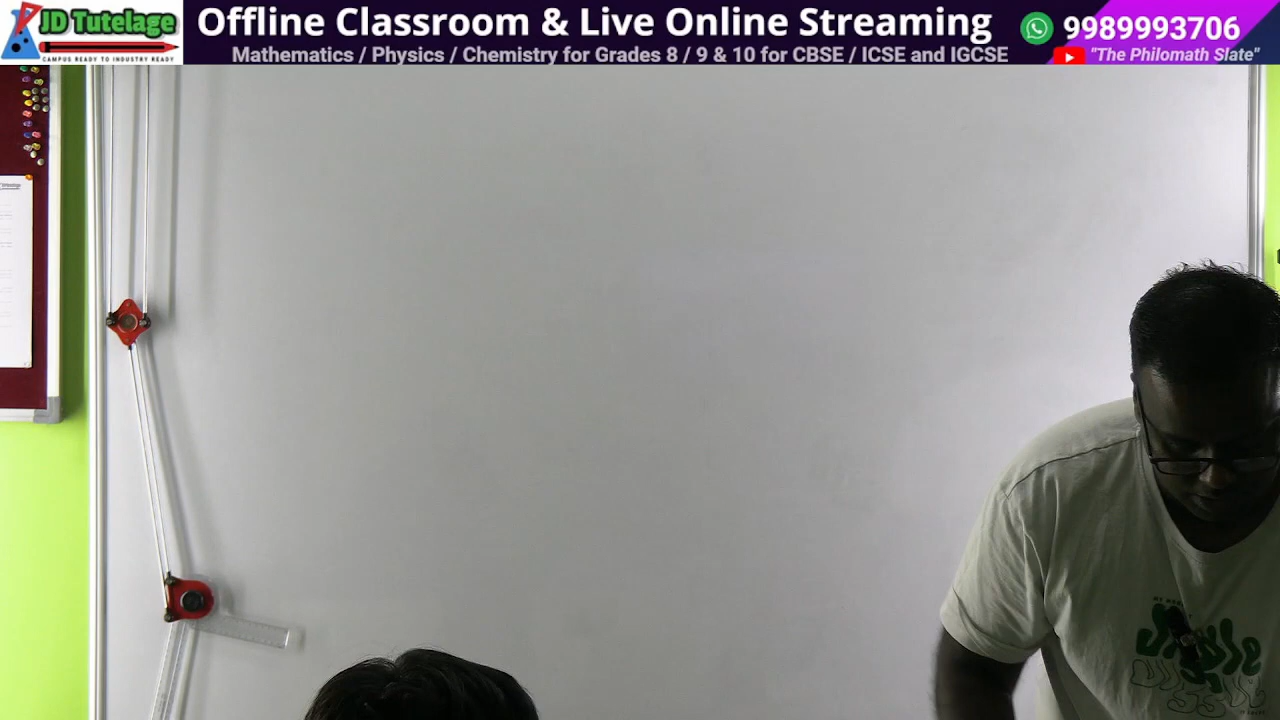 JD Tutelage
CAMPUS READY TO INDUSTRY READY
Offline Classroom & Live Online Streaming
Mathematics / Physics / Chemistry for Grades 8 / 9 & 10 for CBSE / ICSE and IGCSE
9989993706
"The Philomath Slate"